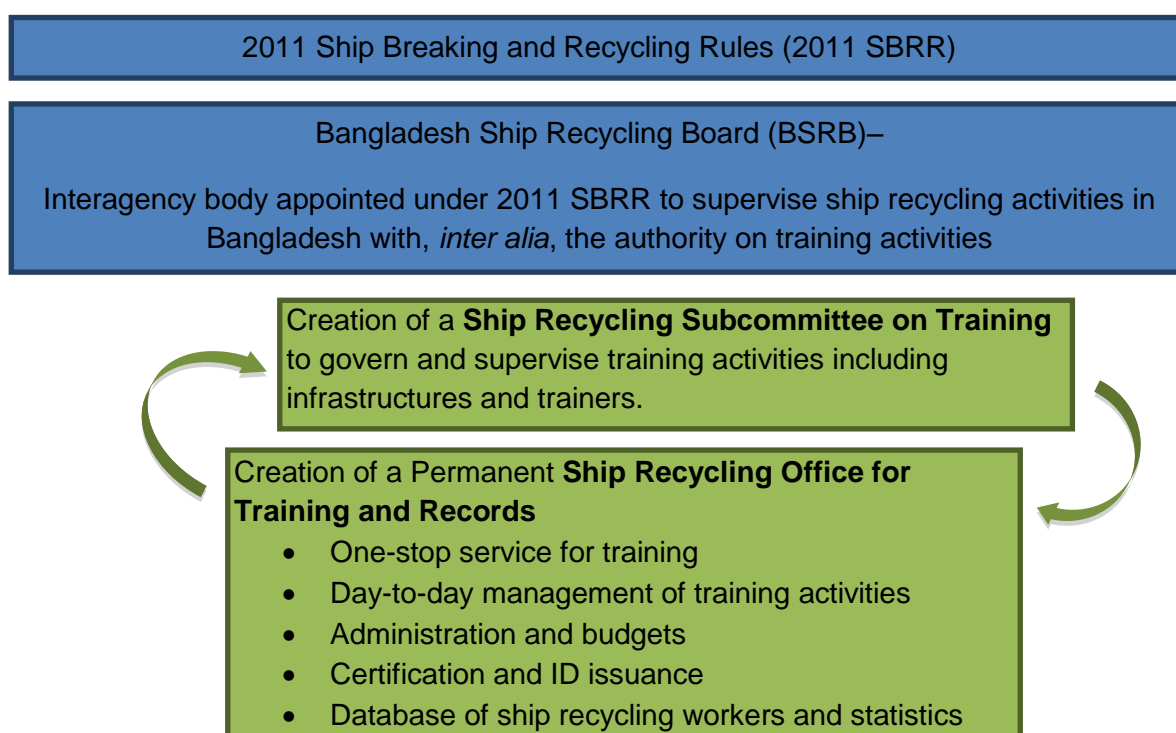 2011 Ship Breaking and Recycling Rules (2011 SBRR)
Bangladesh Ship Recycling Board (BSRB)–
Interagency body appointed under 2011 SBRR to supervise ship recycling activities in
Bangladesh with, inter alia, the authority on training activities
Creation of a Ship Recycling Subcommittee on Training
to govern and supervise training activities including
infrastructures and trainers.
Creation of a Permanent Ship Recycling Office for
Training and Records
• One-stop service for training
• Day-to-day management of training activities
• Administration and budgets
• Certification and ID issuance
• Database of ship recycling workers and statistics